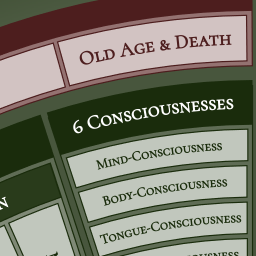 Old Age & Death
6 Consciousnesses
Mind-Consciousness
Body-Consciousness
Tongue-Consciousness